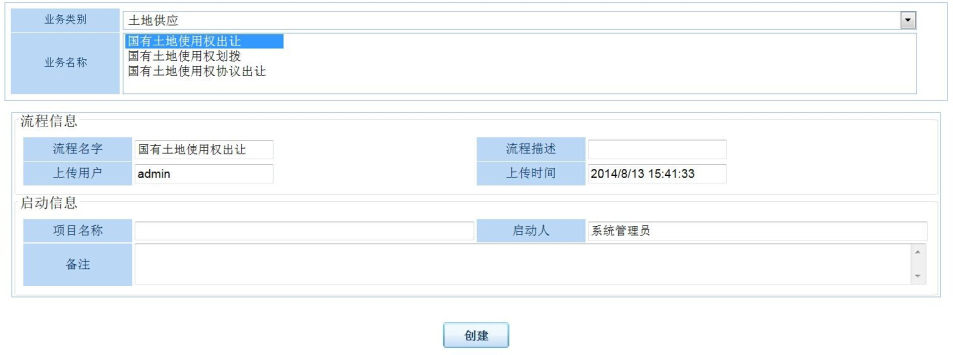 业务类别 土地供应
业务名称 国有土地使用权出让
国有土地使用权划拨
国有土地使用权协议出让
流程信息
流程名字 国有土地使用权出让 流程描述
上传用户 admin 上传时间 2014/8/13 15:41:33
启动信息
项目名称 启动人 系统管理员
备注
创建